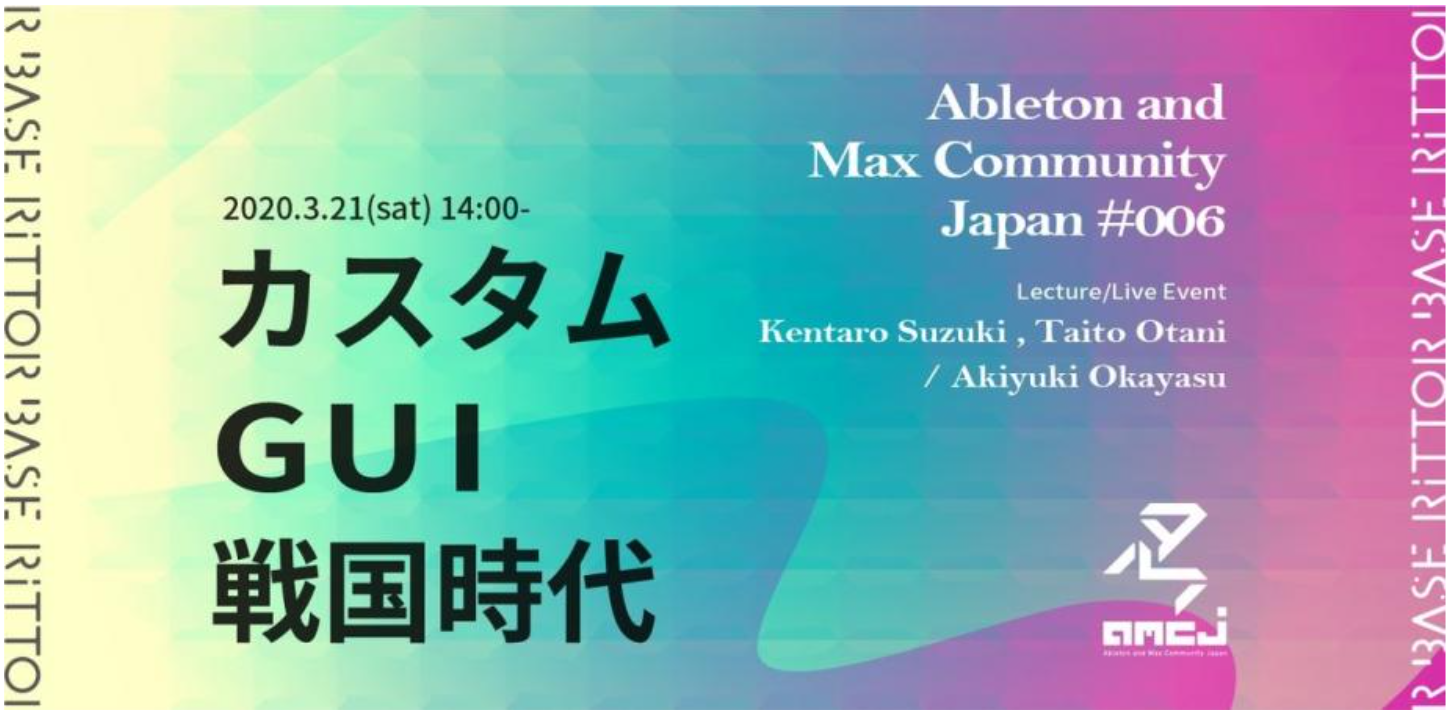 R BASE RiTTOR BASE RiTTOI
2020.3.21(sat) 14:00-
カスタム
GUI
戦国時代
Ableton and
Max Community
Japan #006
Lecture/Live Event
Kentaro Suzuki , Taito Otani
/ Akiyuki Okayasu
amcj
Ableton and Max Community Japan
R BASE RiTTOR BASE RiTTOI